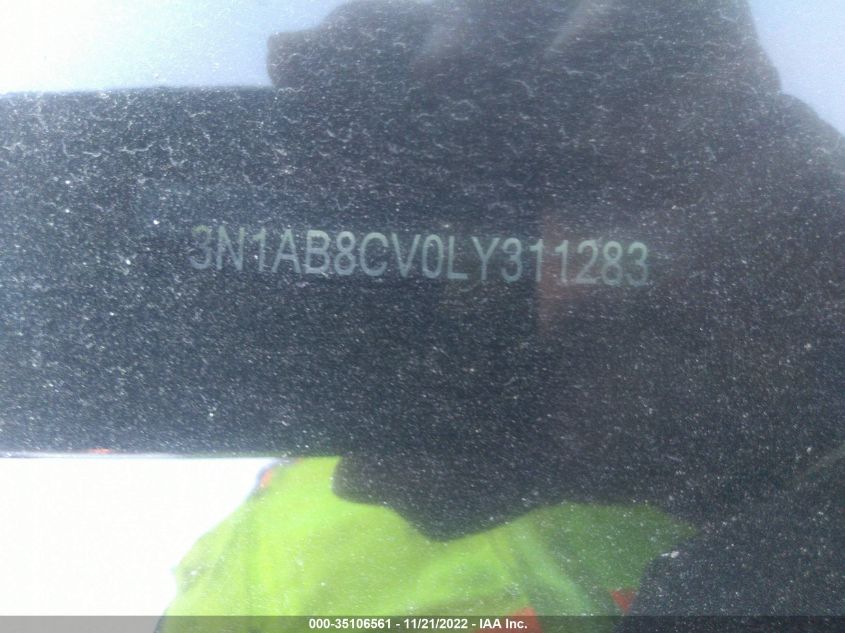 3N1AB8CV0LY311283
000-35106561 - 11/21/2022 - IAA Inc.